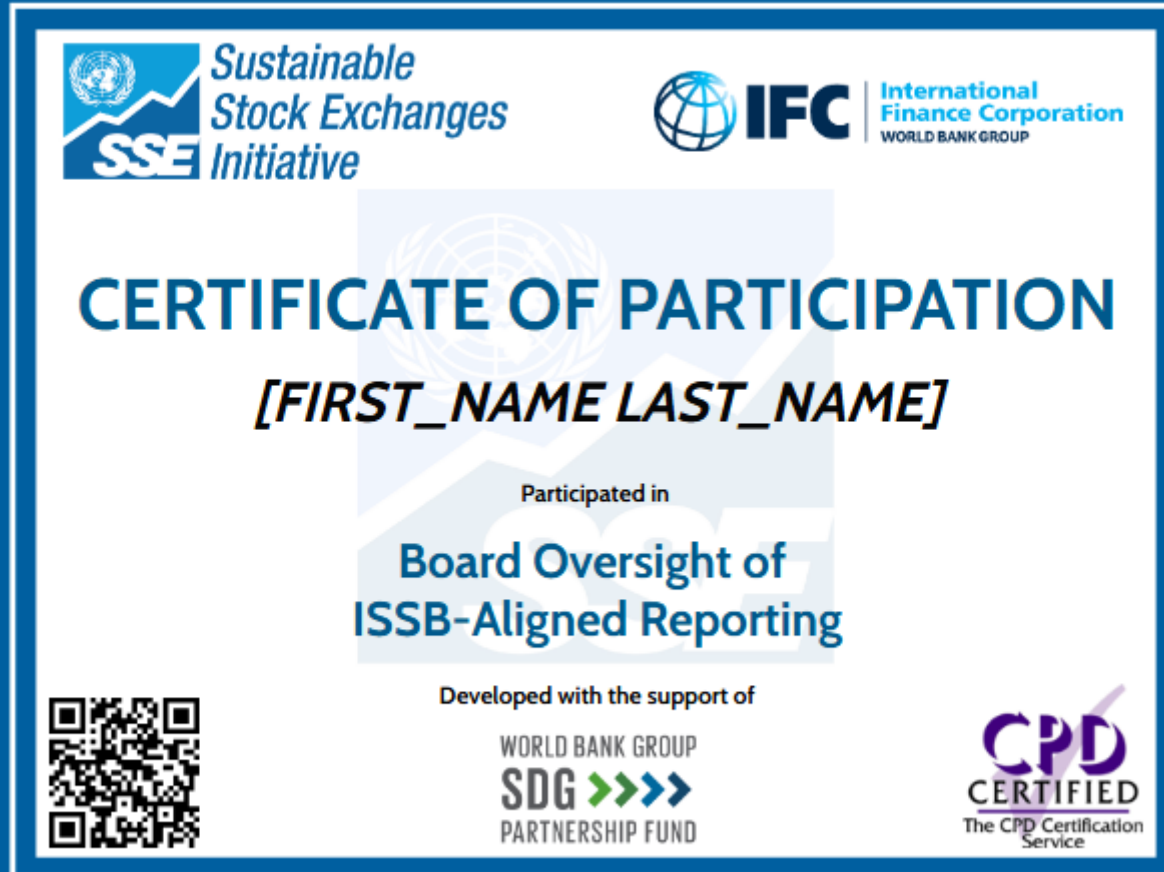 SSE
Sustainable
Stock Exchanges
Initiative
IFC
International
Finance Corporation
WORLD BANK GROUP
CERTIFICATE OF PARTICIPATION
[FIRST_NAME LAST_NAME]
Participated in
Board Oversight of
ISSB-Aligned Reporting
SSE
Developed with the support of
WORLD BANK GROUP
SDG
PARTNERSHIP FUND
CPD
CERTIFIED
The CPD Certification
Service